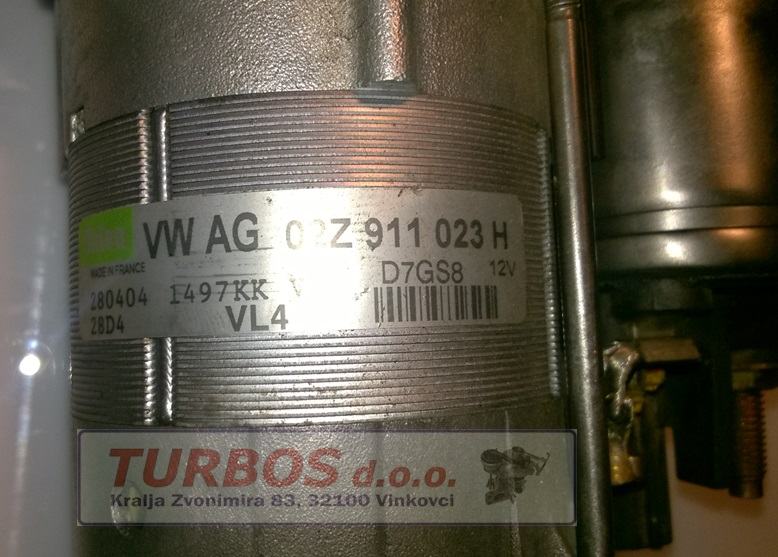 VW AG 02Z 911 023 H
MADE IN FRANCE
D7GS8 12V
280404 1497KK
28D4 VL4
TURBOS d.o.o.
Kralja Zvonimira 83, 32100 Vinkovci